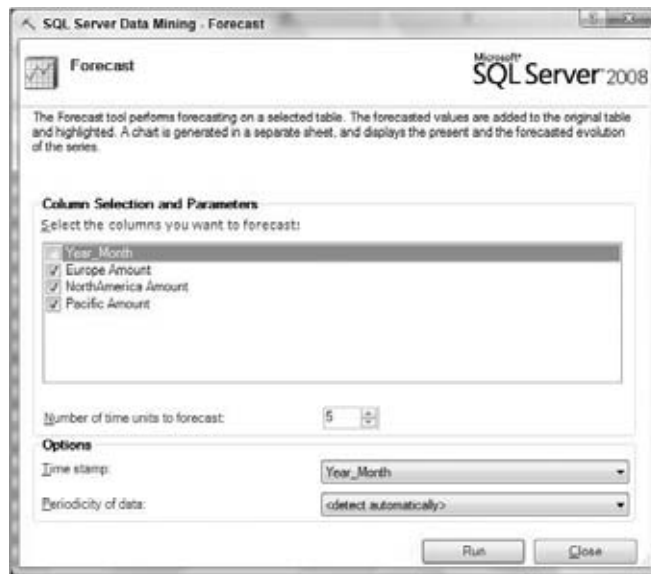 SQL Server Data Mining - Forecast
Forecast
Microsoft®
SQL Server 2008
The Forecast tool performs forecasting on a selected table. The forecasted values are added to the original table
and highlighted. A chart is generated in a separate sheet, and displays the present and the forecasted evolution
of the series.
Column Selection and Parameters
Select the columns you want to forecast:
Year_Month
Europe Amount
NorthAmerica Amount
Pacific Amount
Number of time units to forecast: 5
Options
Time stamp: Year_Month
Periodicity of data: <detect automatically>
Run Close